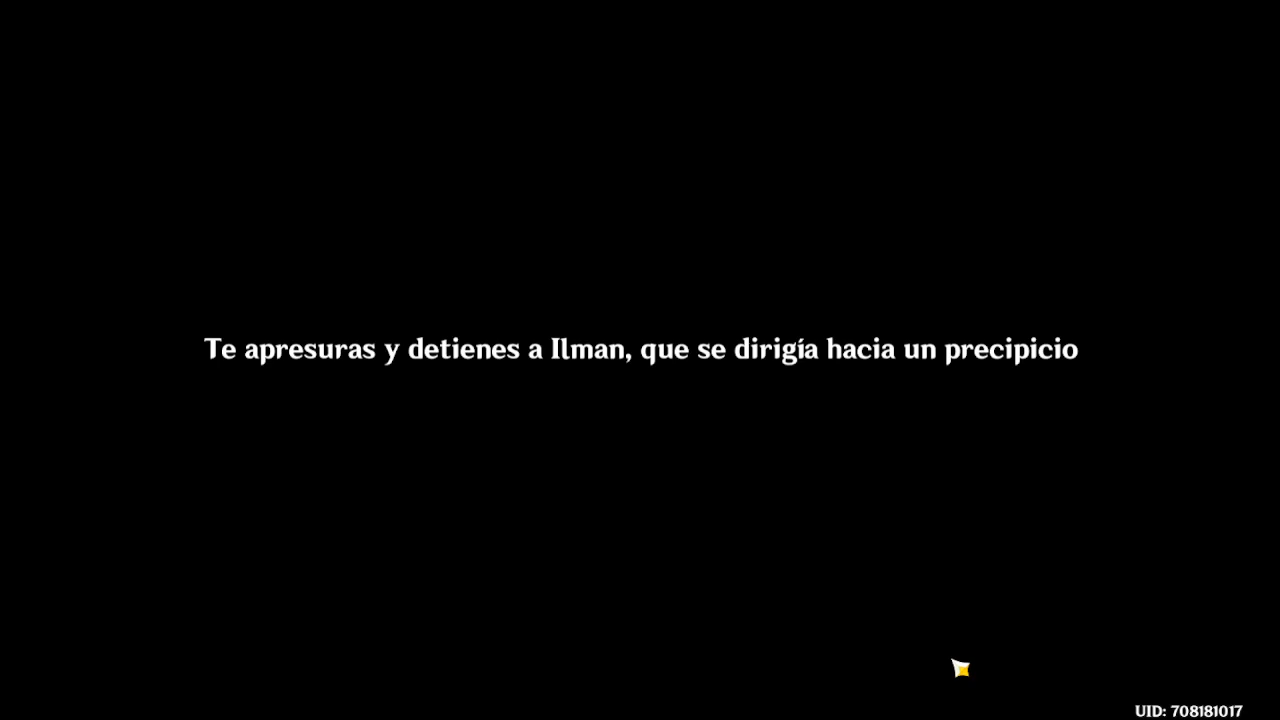 Te apresuras y detienes a Ilman, que se dirigía hacia un precipicio
UID: 708181017